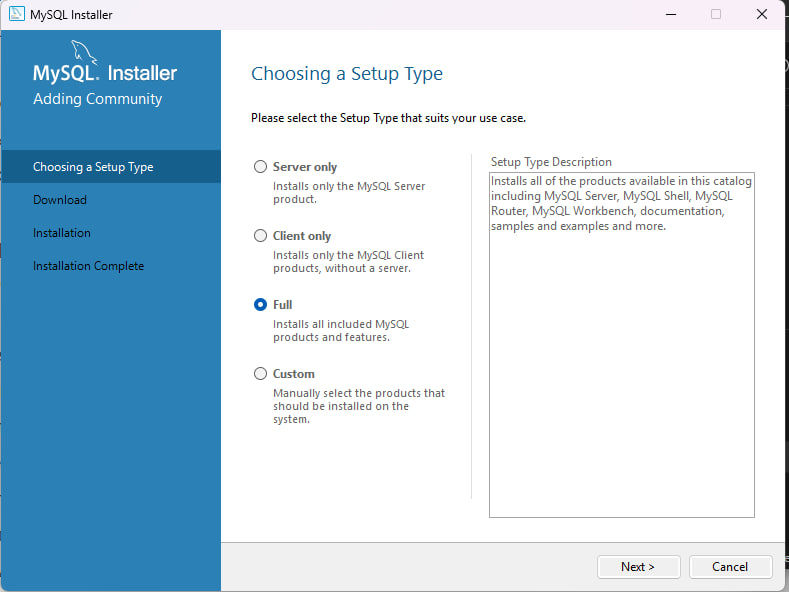 MySQL Installer
MySQL. Installer
Adding Community
Choosing a Setup Type
Download
Installation
Installation Complete
Choosing a Setup Type
Please select the Setup Type that suits your use case.
Server only
Installs only the MySQL Server
product.
Client only
Installs only the MySQL Client
products, without a server.
Full
Installs all included MySQL
products and features.
Custom
Manually select the products that
should be installed on the
system.
Setup Type Description
Installs all of the products available in this catalog
including MySQL Server, MySQL Shell, MySQL
Router, MySQL Workbench, documentation,
samples and examples and more.
Next >
Cancel